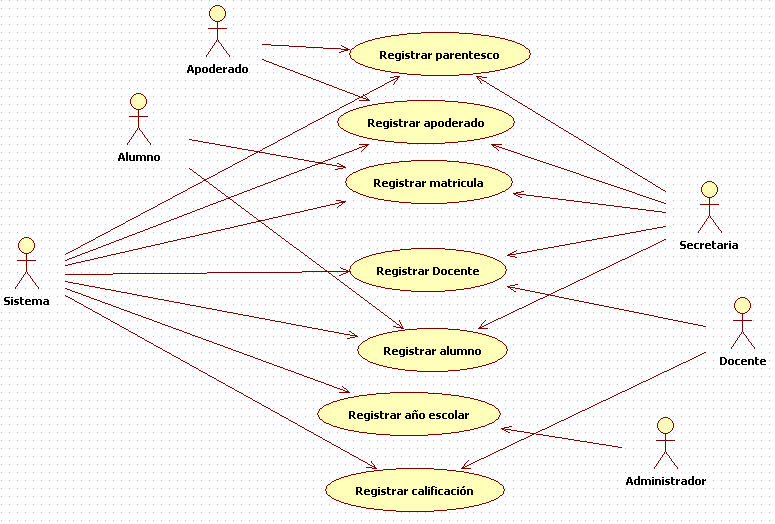 Apoderado
Registrar parentesco
Registrar apoderado
Alumno
Registrar matricula
Secretaria
Registrar Docente
Sistema
Registrar alumno
Docente
Registrar año escolar
Administrador
Registrar calificación